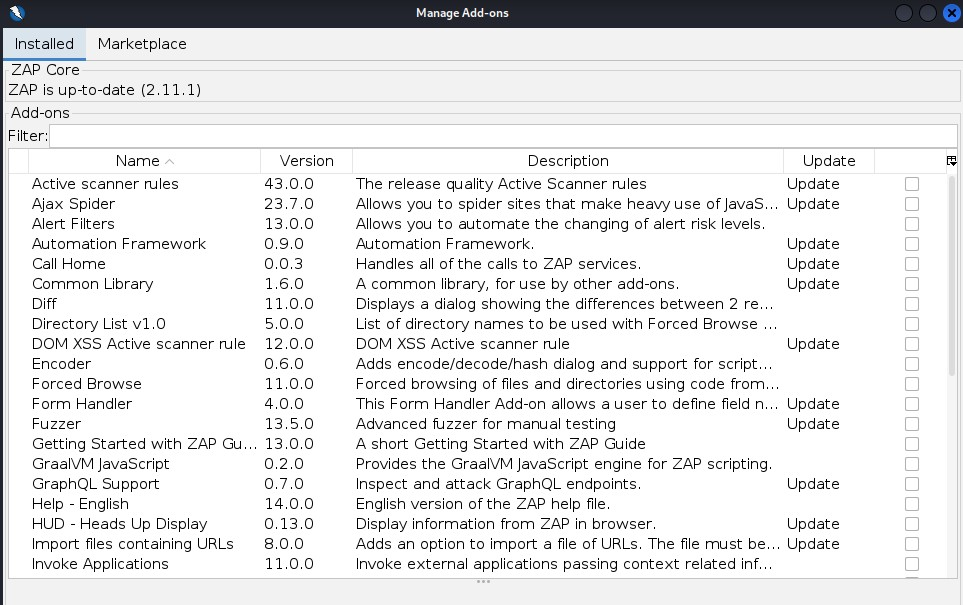 Manage Add-ons
Installed Marketplace
ZAP Core
ZAP is up-to-date (2.11.1)
Add-ons
Filter:
Name Version Description Update
Active scanner rules 43.0.0 The release quality Active Scanner rules Update
Ajax Spider 23.7.0 Allows you to spider sites that make heavy use of JavaS... Update
Alert Filters 13.0.0 Allows you to automate the changing of alert risk levels.
Automation Framework 0.9.0 Automation Framework. Update
Call Home 0.0.3 Handles all of the calls to ZAP services. Update
Common Library 1.6.0 A common library, for use by other add-ons. Update
Diff 11.0.0 Displays a dialog showing the differences between 2 re...
Directory List v1.0 5.0.0 List of directory names to be used with Forced Browse ...
DOM XSS Active scanner rule 12.0.0 DOM XSS Active scanner rule Update
Encoder 0.6.0 Adds encode/decode/hash dialog and support for script...
Forced Browse 11.0.0 Forced browsing of files and directories using code from...
Form Handler 4.0.0 This Form Handler Add-on allows a user to define field n... Update
Fuzzer 13.5.0 Advanced fuzzer for manual testing Update
Getting Started with ZAP Gu... 13.0.0 A short Getting Started with ZAP Guide
GraalVM JavaScript 0.2.0 Provides the GraalVM JavaScript engine for ZAP scripting.
GraphQL Support 0.7.0 Inspect and attack GraphQL endpoints. Update
Help - English 14.0.0 English version of the ZAP help file.
HUD - Heads Up Display 0.13.0 Display information from ZAP in browser. Update
Import files containing URLs 8.0.0 Adds an option to import a file of URLs. The file must be... Update
Invoke Applications 11.0.0 Invoke external applications passing context related inf...